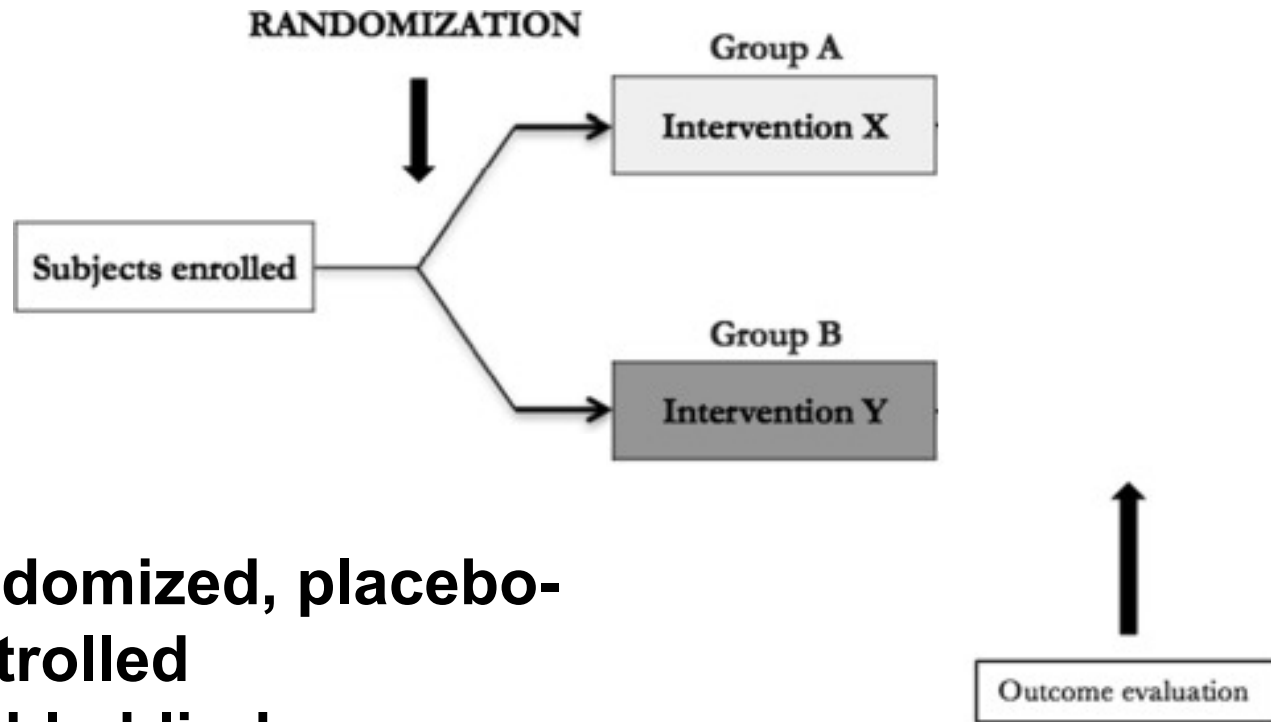 RANDOMIZATION
Group A
Intervention X
Subjects enrolled
Group B
Intervention Y
domized, placebo-
trolled
Outcome evaluation